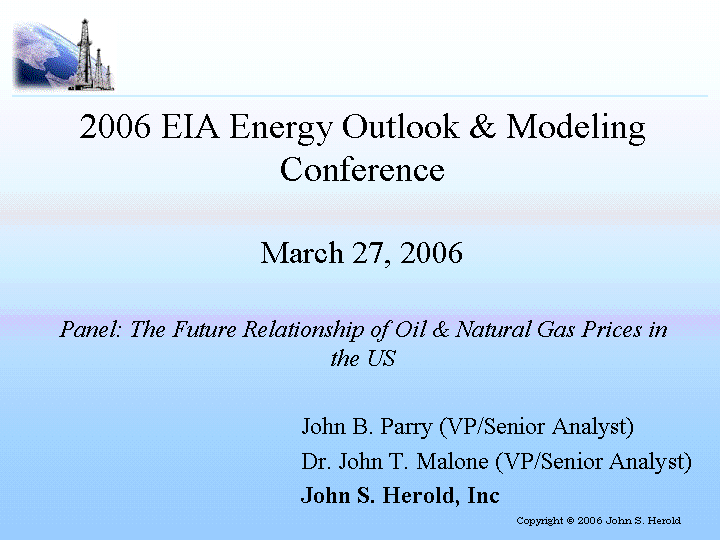 2006 EIA Energy Outlook & Modeling
Conference
March 27, 2006
Panel: The Future Relationship of Oil & Natural Gas Prices in
the US
John B. Parry (VP/Senior Analyst)
Dr. John T. Malone (VP/Senior Analyst)
John S. Herold, Inc
Copyright © 2006 John S. Herold